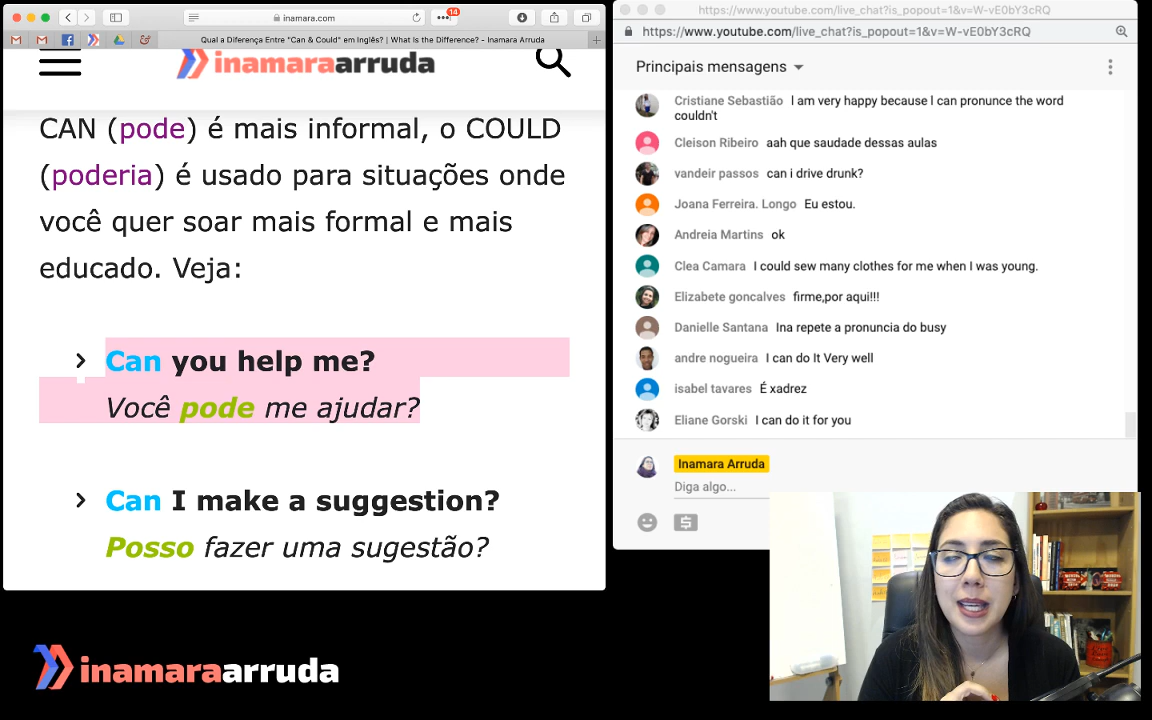 inamara.com
14
Qual a Diferença Entre "Can & Could" em Inglês? | What Is the Difference? - Inamara Arruda
inamaraarruda
CAN (pode) é mais informal, o COULD
(poderia) é usado para situações onde
você quer soar mais formal e mais
educado. Veja:
Can you help me?
Você pode me ajudar?
Can I make a suggestion?
Posso fazer uma sugestão?
inamaraarruda
https://www.youtube.com/live_chat?is_popout=1&v=W-vE0bY3cRQ
https://www.youtube.com/live_chat?is_popout=1&v=W-vE0bY3cRQ
Principais mensagens
Cristiane Sebastião I am very happy because I can pronunce the word
couldn't
Cleison Ribeiro aah que saudade dessas aulas
vandeir passos can i drive drunk?
Joana Ferreira. Longo Eu estou.
Andreia Martins ok
Clea Camara I could sew many clothes for me when I was young.
Elizabete goncalves firme,por aqui!!!
Danielle Santana Ina repete a pronuncia do busy
andre nogueira I can do It Very well
isabel tavares É xadrez
Eliane Gorski I can do it for you
Inamara Arruda
Diga algo...